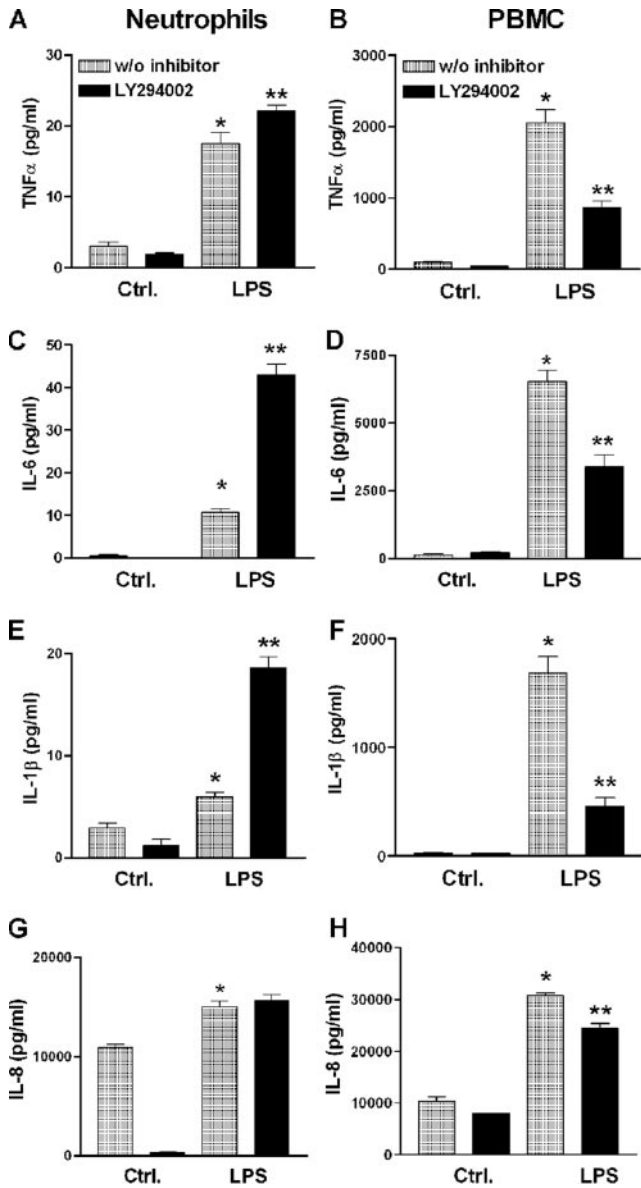 Neutrophils
PBMC
A
TNFα (pg/ml)
30
20
10
0
w/o inhibitor
LY294002
*
**
Ctrl.
LPS
B
TNFα (pg/ml)
3000
2000
1000
0
w/o inhibitor
LY294002
*
**
Ctrl.
LPS
C
IL-6 (pg/ml)
50
40
30
20
10
0
*
**
Ctrl.
LPS
D
IL-6 (pg/ml)
7500
5000
2500
0
*
**
Ctrl.
LPS
E
IL-1β (pg/ml)
20
10
0
*
**
Ctrl.
LPS
F
IL-1β (pg/ml)
2000
1000
0
*
**
Ctrl.
LPS
G
IL-8 (pg/ml)
20000
10000
0
*
Ctrl.
LPS
H
IL-8 (pg/ml)
40000
30000
20000
10000
0
*
**
Ctrl.
LPS